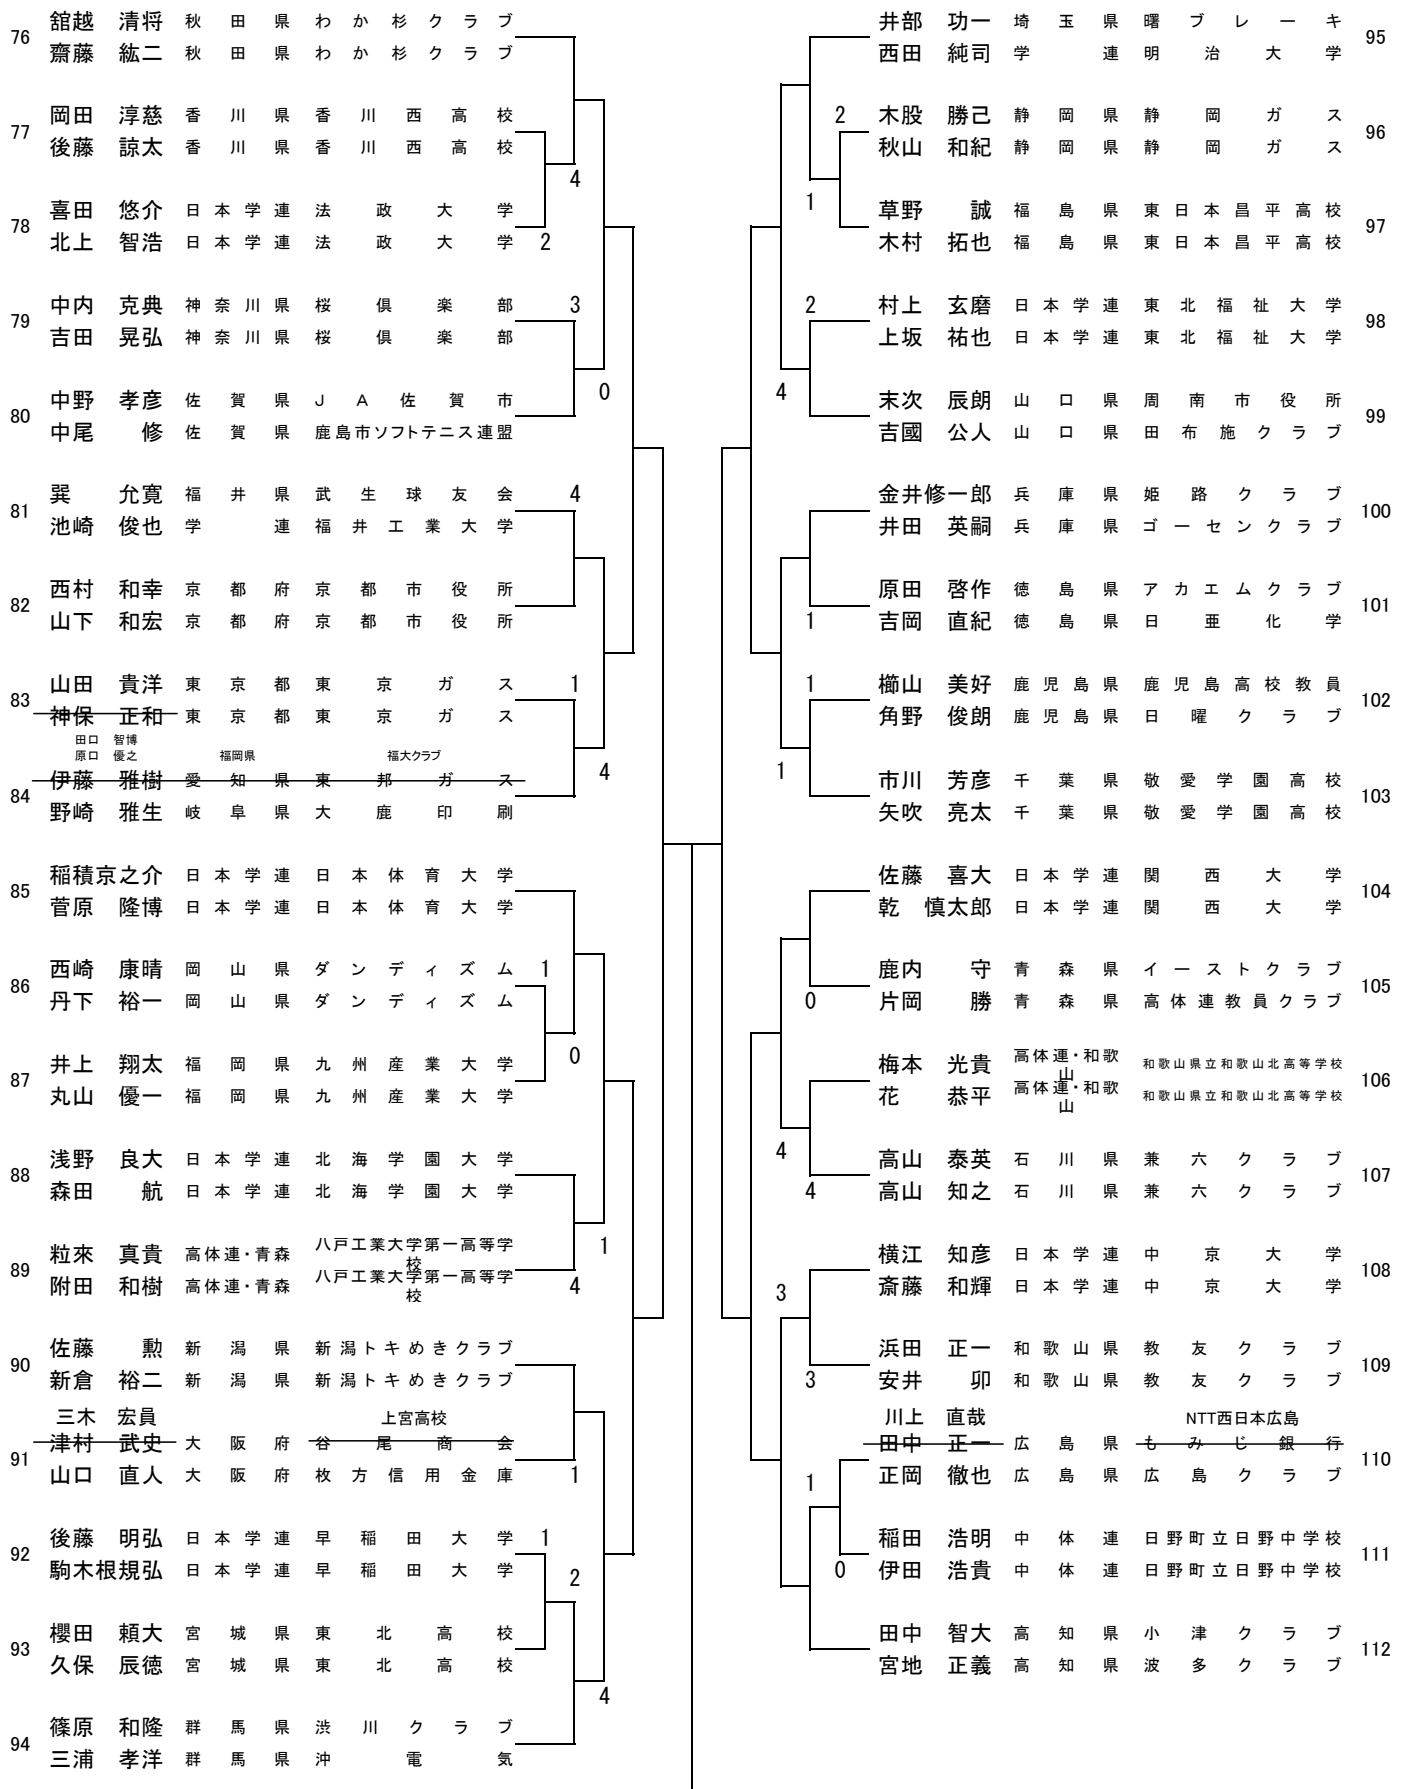 76
舘越 清将 秋田県 わか杉クラブ
齋藤 紘二 秋田県 わか杉クラブ
77
岡田 淳慈 香川県 香川西高校
後藤 諒太 香川県 香川西高校
4
78
喜田 悠介 日本学連 法政大学
北上 智浩 日本学連 法政大学
2
79
中内 克典 神奈川県 桜倶楽部
3
吉田 晃弘 神奈川県 桜倶楽部
0
80
中野 孝彦 佐賀県 JA佐賀市
中尾 修 佐賀県 鹿島市ソフトテニス連盟
81
巽 允寛 福井県 武生球友会
4
池崎 俊也 学連 福井工業大学
82
西村 和幸 京都府 京都市役所
山下 和宏 京都府 京都市役所
83
山田 貴洋 東京都 東京ガス
1
神保 正和 東京都 東京ガス
田口 智博
原口 優之 福岡県 福大クラブ
4
84
伊藤 雅樹 愛知県 東邦ガス
野崎 雅生 岐阜県 大鹿印刷
85
稲積京之介 日本学連 日本体育大学
菅原 隆博 日本学連 日本体育大学
86
西崎 康晴 岡山県 ダンディズム
1
丹下 裕一 岡山県 ダンディズム
0
87
井上 翔太 福岡県 九州産業大学
丸山 優一 福岡県 九州産業大学
88
浅野 良大 日本学連 北海学園大学
森田 航 日本学連 北海学園大学
1
89
粒來 真貴 高体連・青森 八戸工業大学第一高等学校
附田 和樹 高体連・青森 八戸工業大学第一高等学校
4
90
佐藤 勲 新潟県 新潟トキめきクラブ
新倉 裕二 新潟県 新潟トキめきクラブ
三木 宏員 上宮高校
91
津村 武史 大阪府 谷尾商会
山口 直人 大阪府 枚方信用金庫
1
92
後藤 明弘 日本学連 早稲田大学
1
駒木根規弘 日本学連 早稲田大学
2
93
櫻田 頼大 宮城県 東北高校
久保 辰徳 宮城県 東北高校
4
94
篠原 和隆 群馬県 渋川クラブ
三浦 孝洋 群馬県 沖電気
井部 功一 埼玉県 曙ブレーキ
95
西田 純司 学連 明治大学
2
木股 勝己 静岡県 静岡ガス
96
秋山 和紀 静岡県 静岡ガス
1
草野 誠 福島県 東日本昌平高校
97
木村 拓也 福島県 東日本昌平高校
2
村上 玄磨 日本学連 東北福祉大学
98
上坂 祐也 日本学連 東北福祉大学
4
末次 辰朗 山口県 周南市役所
99
吉國 公人 山口県 田布施クラブ
金井修一郎 兵庫県 姫路クラブ
100
井田 英嗣 兵庫県 ゴーセンクラブ
原田 啓作 徳島県 アカエムクラブ
101
1
吉岡 直紀 徳島県 日亜化学
1
櫛山 美好 鹿児島県 鹿児島高校教員
102
角野 俊朗 鹿児島県 日曜クラブ
1
市川 芳彦 千葉県 敬愛学園高校
103
矢吹 亮太 千葉県 敬愛学園高校
佐藤 喜大 日本学連 関西大学
104
乾 慎太郎 日本学連 関西大学
鹿内 守 青森県 イーストクラブ
105
0
片岡 勝 青森県 高体連教員クラブ
梅本 光貴 高体連・和歌山 和歌山県立和歌山北高等学校
106
花 恭平 高体連・和歌山 和歌山県立和歌山北高等学校
4
高山 泰英 石川県 兼六クラブ
107
4
高山 知之 石川県 兼六クラブ
横江 知彦 日本学連 中京大学
108
3
斎藤 和輝 日本学連 中京大学
浜田 正一 和歌山県 教友クラブ
109
3
安井 卯 和歌山県 教友クラブ
川上 直哉 NTT西日本広島
田中 正一 広島県 もみじ銀行
110
1
正岡 徹也 広島県 広島クラブ
稲田 浩明 中体連 日野町立日野中学校
111
0
伊田 浩貴 中体連 日野町立日野中学校
田中 智大 高知県 小津クラブ
112
宮地 正義 高知県 波多クラブ